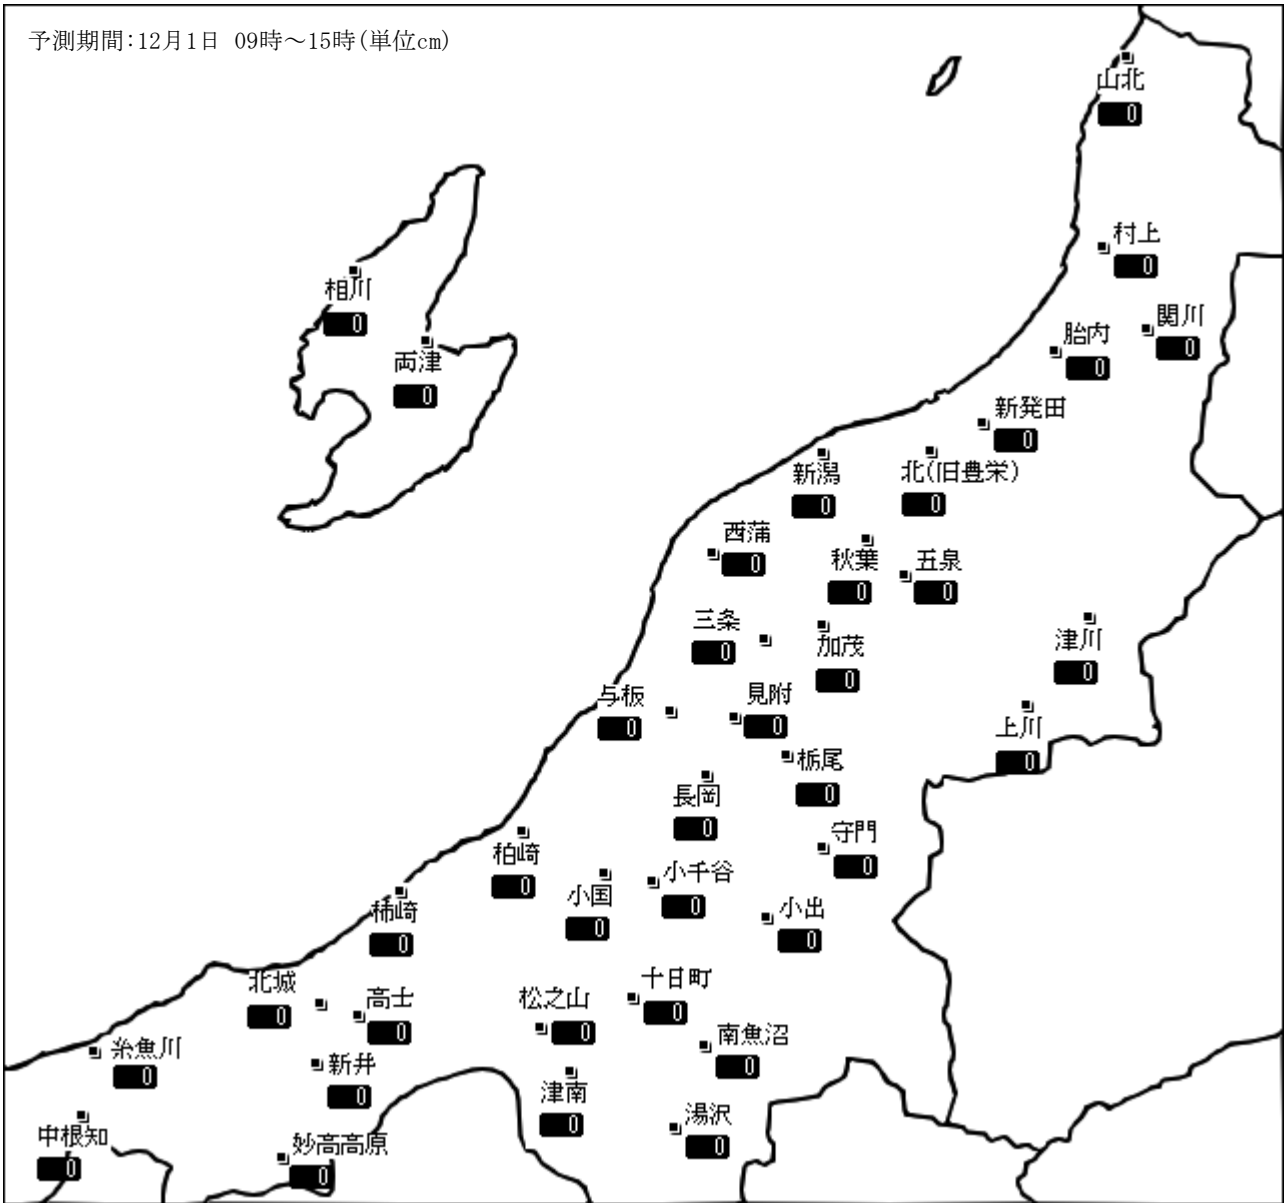 予測期間:12月1日 09時～15時(単位cm)
山北
0
村上
0
相川
0
関川
0
胎内
0
両津
0
新発田
0
新潟
0
北(旧豊栄)
0
西蒲
0
秋葉
0
五泉
0
三条
0
加茂
0
津川
0
与板
0
見附
0
上川
0
栃尾
0
長岡
0
守門
0
柏崎
0
小国
0
小千谷
0
小出
0
柿崎
0
北城
0
高士
0
松之山
0
十日町
0
南魚沼
0
糸魚川
0
新井
0
津南
0
湯沢
0
中根知
0
妙高高原
0